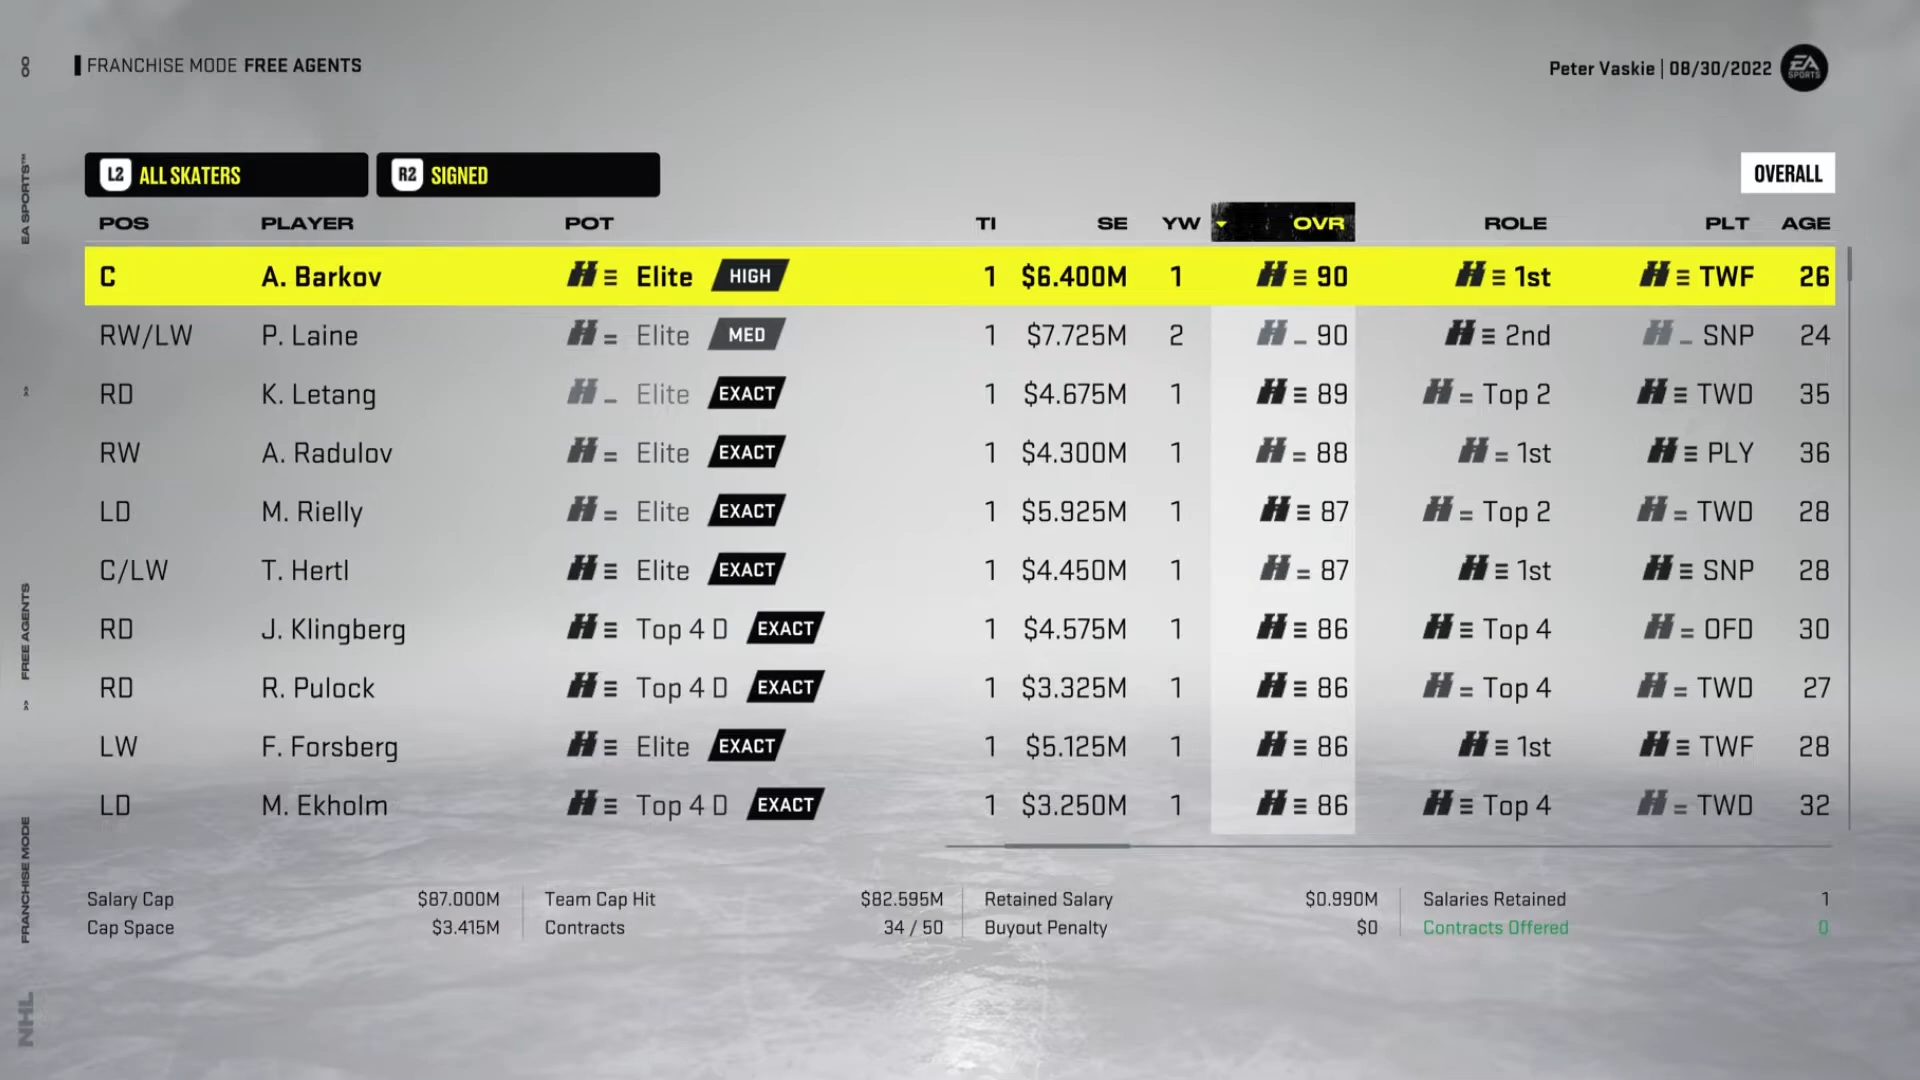 FRANCHISE MODE FREE AGENTS
Peter Vaskie | 08/30/2022
EA SPORTS
L2 ALL SKATERS R2 SIGNED
OVERALL
POS PLAYER POT TI SE YW OVR ROLE PLT AGE
C A. Barkov Elite HIGH 1 $6.400M 1 90 1st TWF 26
RW/LW P. Laine Elite MED 1 $7.725M 2 90 2nd SNP 24
RD K. Letang Elite EXACT 1 $4.675M 1 89 Top 2 TWD 35
RW A. Radulov Elite EXACT 1 $4.300M 1 88 1st PLY 36
LD M. Rielly Elite EXACT 1 $5.925M 1 87 Top 2 TWD 28
C/LW T. Hertl Elite EXACT 1 $4.450M 1 87 1st SNP 28
RD J. Klingberg Top 4 D EXACT 1 $4.575M 1 86 Top 4 OFD 30
RD R. Pulock Top 4 D EXACT 1 $3.325M 1 86 Top 4 TWD 27
LW F. Forsberg Elite EXACT 1 $5.125M 1 86 1st TWF 28
LD M. Ekholm Top 4 D EXACT 1 $3.250M 1 86 Top 4 TWD 32
Salary Cap $87.000M Team Cap Hit $82.595M Retained Salary $0.990M Salaries Retained 1
Cap Space $3.415M Contracts 34 / 50 Buyout Penalty $0 Contracts Offered 0
NHL FRANCHISE MODE >> FREE AGENTS >> EA SPORTS™